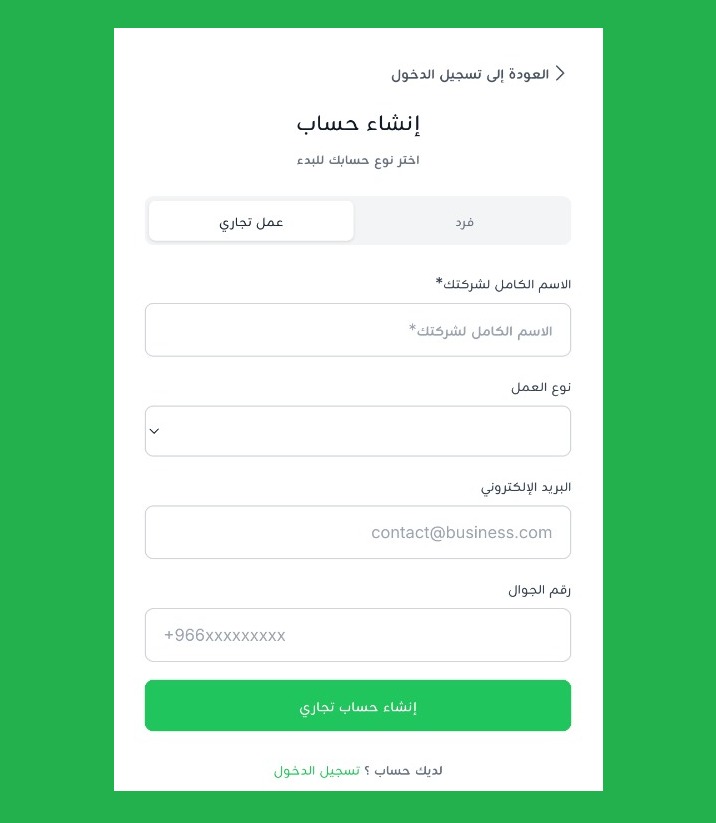 العودة إلى تسجيل الدخول
إنشاء حساب
اختر نوع حسابك للبدء
فرد
عمل تجاري
الاسم الكامل لشركتك*
الاسم الكامل لشركتك*
نوع العمل
البريد الإلكتروني
contact@business.com
رقم الجوال
+966xxxxxxxxx
إنشاء حساب تجاري
لديك حساب ؟ تسجيل الدخول